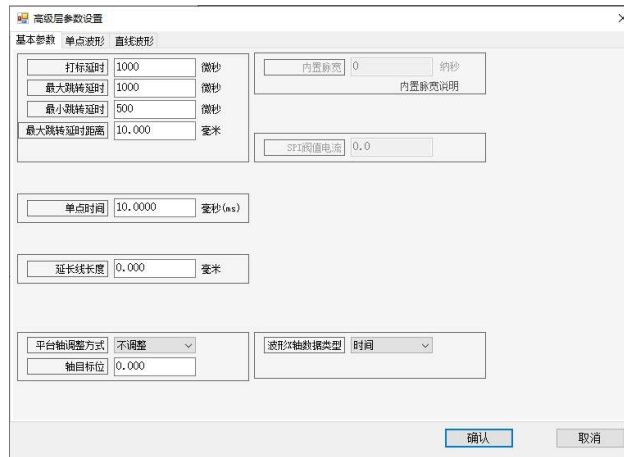 高级层参数设置
基本参数 单点波形 直线波形
打标延时 1000 微秒
最大跳转延时 1000 微秒
最小跳转延时 500 微秒
最大跳转延时距离 10.000 毫米
内置脉宽 0 纳秒
内置脉宽说明
SPI阀值电流 0.0
单点时间 10.0000 毫秒(ms)
延长线长度 0.000 毫米
平台轴调整方式 不调整
轴目标位 0.000
波形X轴数据类型 时间
确认 取消